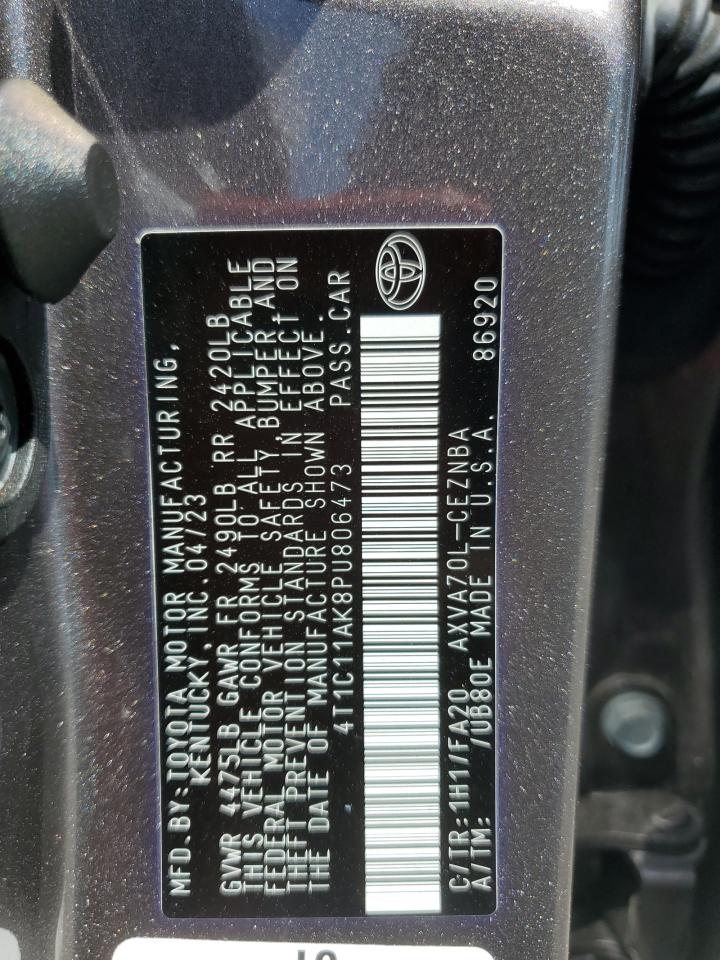 MFD.BY:TOYOTA MOTOR MANUFACTURING,
KENTUCKY, INC. 04/23
GVWR 4475LB GAWR FR 2490LB RR 2420LB
THIS VEHICLE CONFORMS TO ALL APPLICABLE
FEDERAL MOTOR VEHICLE SAFETY, BUMPER AND
THEFT PREVENTION STANDARDS IN EFFECT ON
THE DATE OF MANUFACTURE SHOWN ABOVE.
4T1C11AK8PU806473 PASS.CAR
C/TR:1H1/FA20 AXVA70L-CEZNBA
A/TM: /UB80E MADE IN U.S.A. 86920